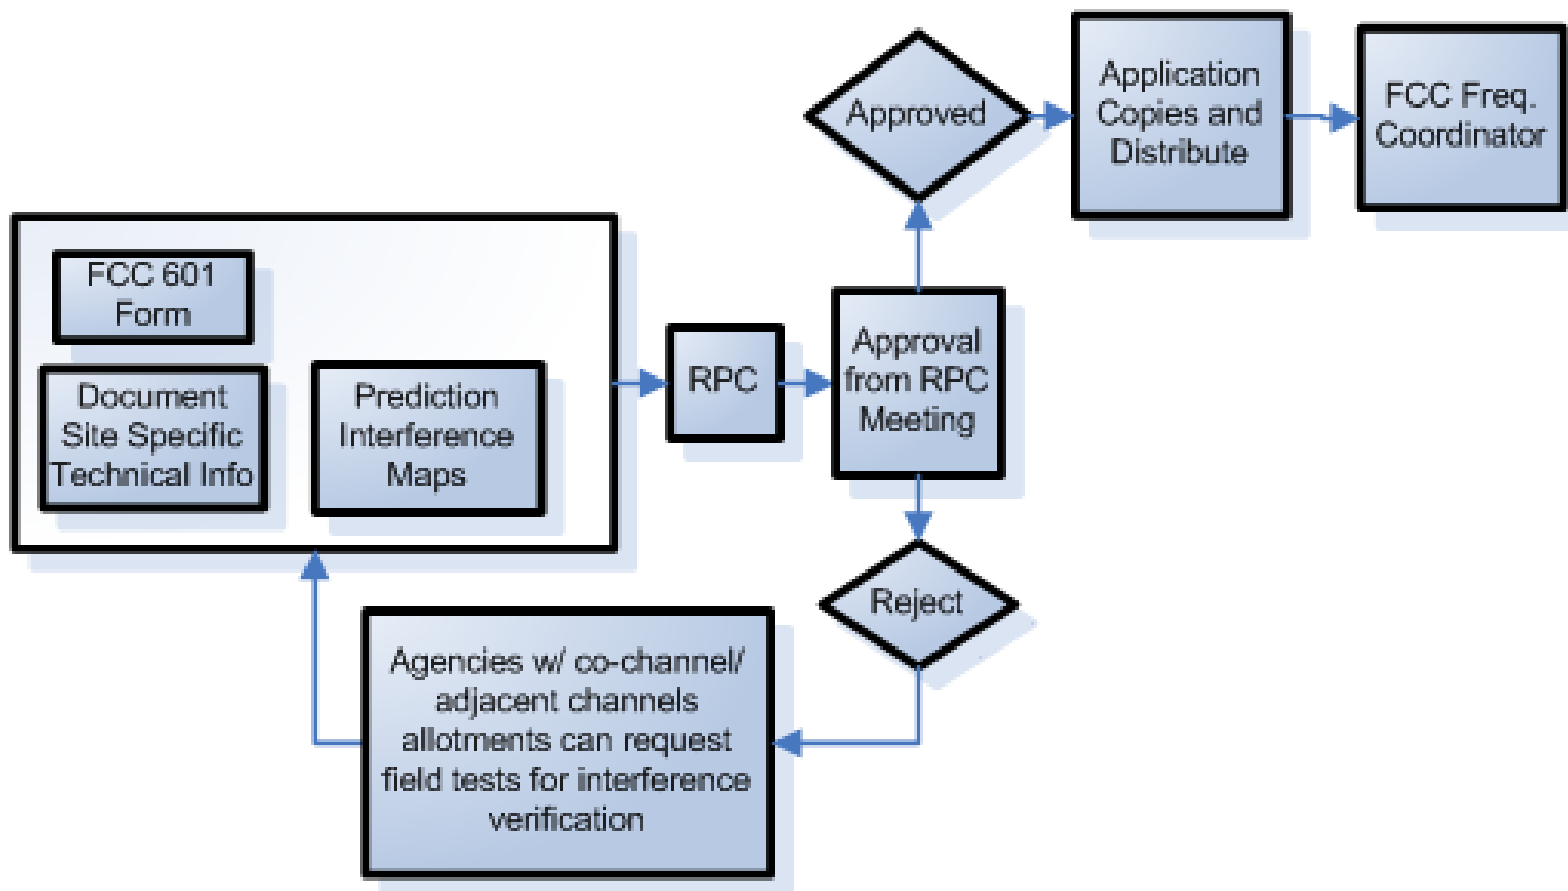 FCC 601
Form
Document
Site Specific
Technical Info
Prediction
Interference
Maps
RPC
Approval
from RPC
Meeting
Approved
Application
Copies and
Distribute
FCC Freq.
Coordinator
Reject
Agencies w/ co-channel/
adjacent channels
allotments can request
field tests for interference
verification